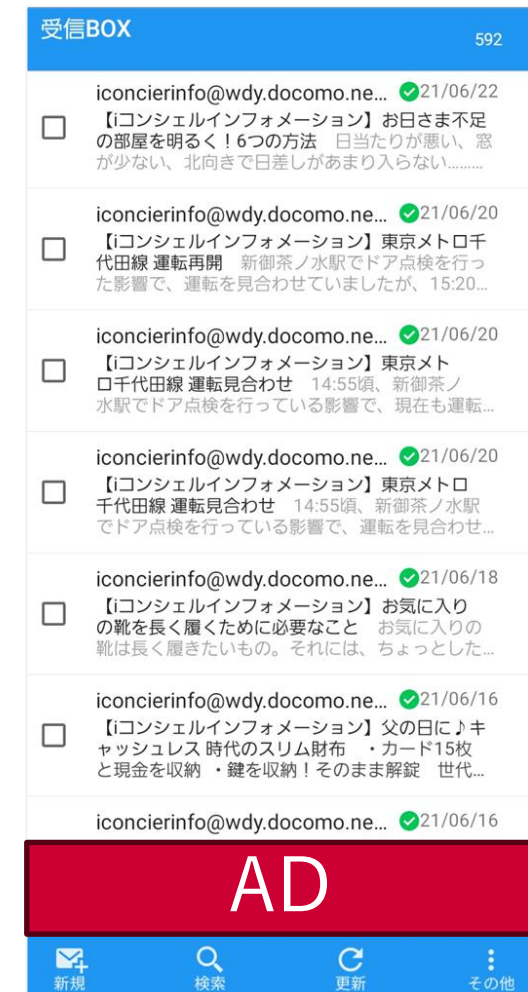 受信BOX
592
iconcierinfo@wdy.docomo.ne... 21/06/22
【iコンシェルインフォメーション】お日さま不足
の部屋を明るく！6つの方法　日当たりが悪い、窓
が少ない、北向きで日差しがあまり入らない………
iconcierinfo@wdy.docomo.ne... 21/06/20
【iコンシェルインフォメーション】東京メトロ千
代田線 運転再開　新御茶ノ水駅でドア点検を行っ
た影響で、運転を見合わせていましたが、15:20...
iconcierinfo@wdy.docomo.ne... 21/06/20
【iコンシェルインフォメーション】東京メト
ロ千代田線 運転見合わせ　14:55頃、新御茶ノ
水駅でドア点検を行っている影響で、現在も運転...
iconcierinfo@wdy.docomo.ne... 21/06/20
【iコンシェルインフォメーション】東京メトロ
千代田線 運転見合わせ　14:55頃、新御茶ノ水駅
でドア点検を行っている影響で、運転を見合わせ...
iconcierinfo@wdy.docomo.ne... 21/06/18
【iコンシェルインフォメーション】お気に入り
の靴を長く履くために必要なこと　お気に入りの
靴は長く履きたいもの。それには、ちょっとした...
iconcierinfo@wdy.docomo.ne... 21/06/16
【iコンシェルインフォメーション】父の日に♪キ
ャッシュレス 時代のスリム財布　・カード15枚
と現金を収納 ・鍵を収納！そのまま解錠　世代...
iconcierinfo@wdy.docomo.ne... 21/06/16
AD
新規 検索 更新 その他